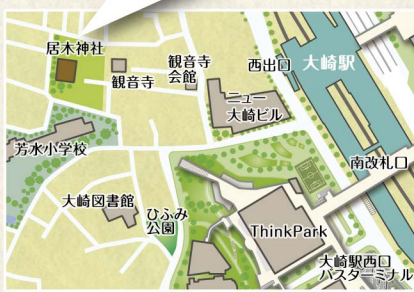 居木神社
観音寺
観音寺
会館
西出口
大崎駅
ニュー
大崎ビル
芳水小学校
南改札口
大崎図書館
ひふみ
公園
ThinkPark
大崎駅西口
バスターミナル